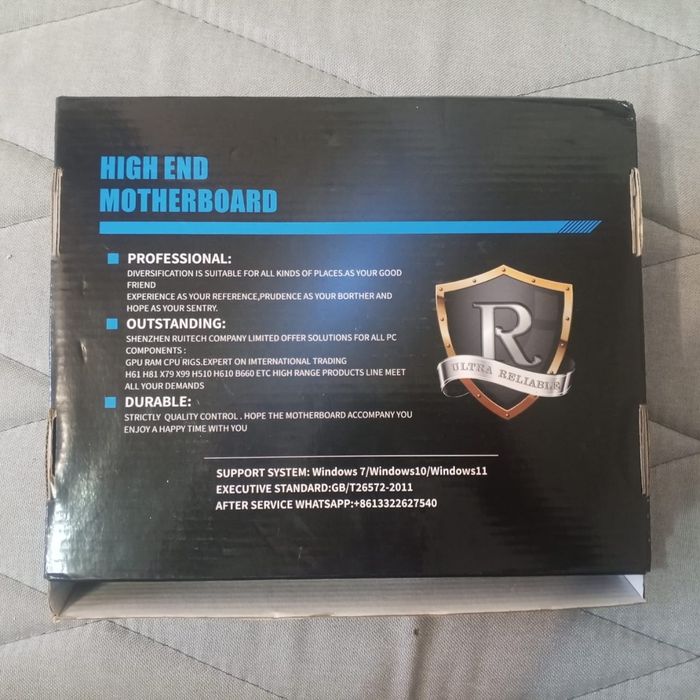 HIGH END
MOTHERBOARD
PROFESSIONAL:
DIVERSIFICATION IS SUITABLE FOR ALL KINDS OF PLACES.AS YOUR GOOD
FRIEND
EXPERIENCE AS YOUR REFERENCE,PRUDENCE AS YOUR BORTHER AND
HOPE AS YOUR SENTRY.
OUTSTANDING:
SHENZHEN RUITECH COMPANY LIMITED OFFER SOLUTIONS FOR ALL PC
COMPONENTS :
GPU RAM CPU RIGS.EXPERT ON IMTERNATIONAL TRADING
H61 H81 X79 X99 H510 H610 B660 ETC HIGH RANGE PRODUCTS LINE MEET
ALL YOUR DEMANDS
DURABLE:
STRICTLY QUALITY CONTROL . HOPE THE MOTHERBOARD ACCOMPANY YOU
ENJOY A HAPPY TIME WITH YOU
R
ULTRA RELIABLE
SUPPORT SYSTEM: Windows 7/Windows10/Windows11
EXECUTIVE STANDARD:GB/T26572-2011
AFTER SERVICE WHATSAPP:+8613322627540